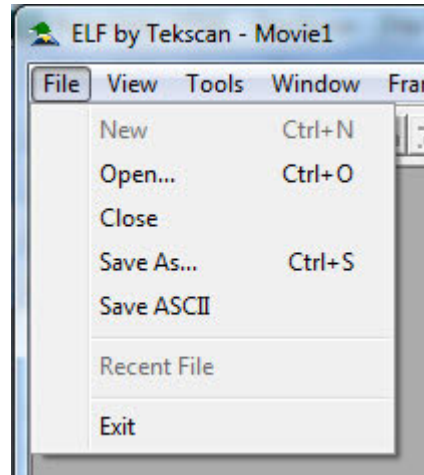 ELF by Tekscan - Movie1
File View Tools Window
New Ctrl+N
Open... Ctrl+O
Close
Save As... Ctrl+S
Save ASCII
Recent File
Exit